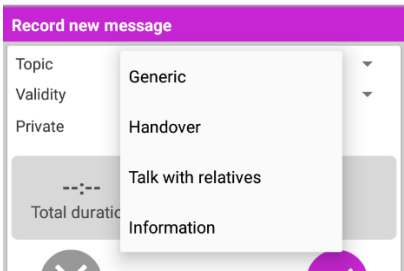 Record new message
Topic
Generic
Validity
Private
Handover
Talk with relatives
--:--
Total duratio
Information